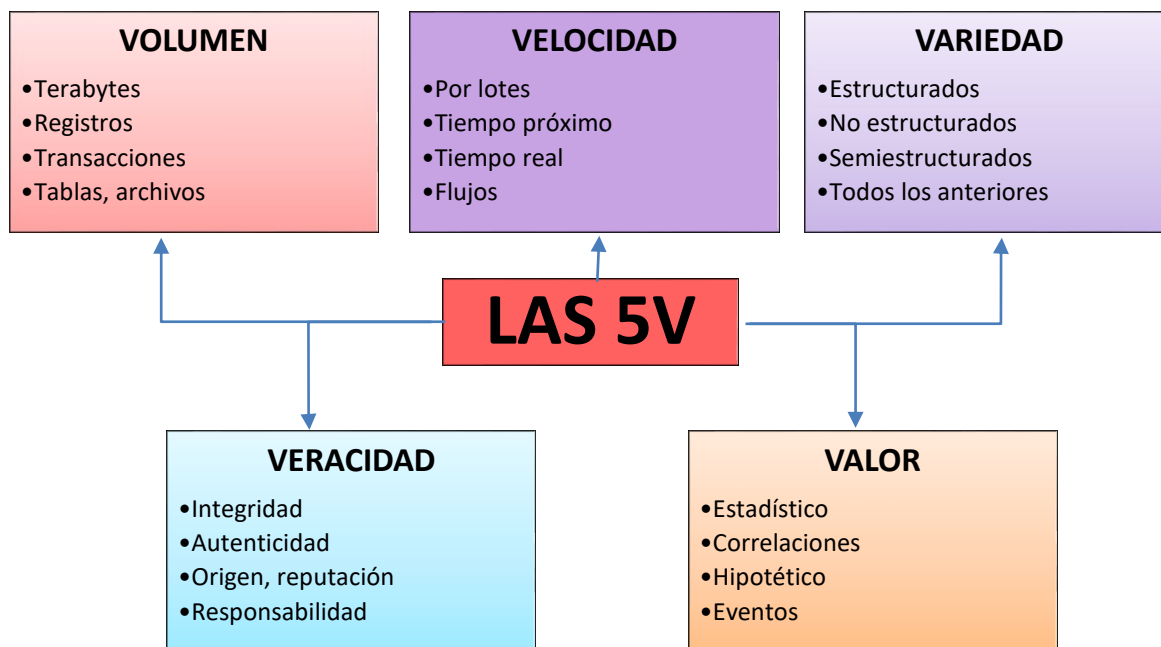 VOLUMEN
•Terabytes
•Registros
•Transacciones
•Tablas, archivos
VELOCIDAD
•Por lotes
•Tiempo próximo
•Tiempo real
•Flujos
VARIEDAD
•Estructurados
•No estructurados
•Semiestructurados
•Todos los anteriores
LAS 5V
VERACIDAD
•Integridad
•Autenticidad
•Origen, reputación
•Responsabilidad
VALOR
•Estadístico
•Correlaciones
•Hipotético
•Eventos